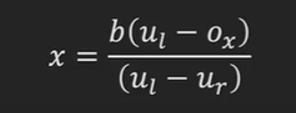 x = b(u_l − o_x) / (u_l − u_r)